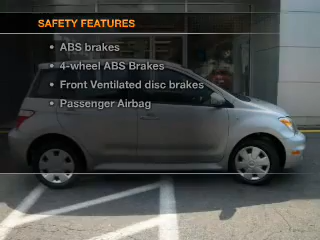 SAFETY FEATURES
• ABS brakes
• 4-wheel ABS Brakes
• Front Ventilated disc brakes
• Passenger Airbag